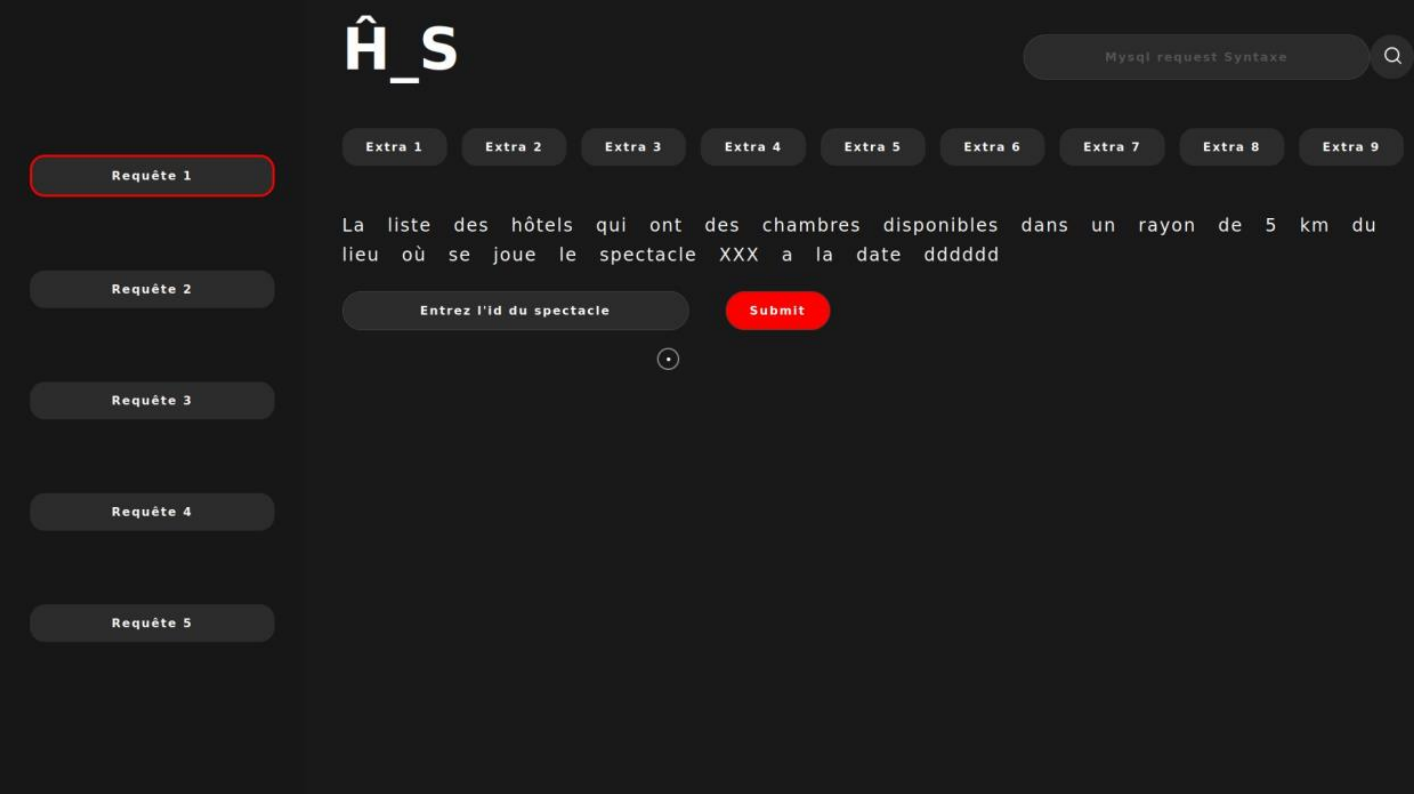 Ĥ_S
Mysql request Syntaxe
Extra 1
Extra 2
Extra 3
Extra 4
Extra 5
Extra 6
Extra 7
Extra 8
Extra 9
Requête 1
Requête 2
Requête 3
Requête 4
Requête 5
La liste des hôtels qui ont des chambres disponibles dans un rayon de 5 km du
lieu où se joue le spectacle XXX a la date dddddd
Entrez l'id du spectacle
Submit